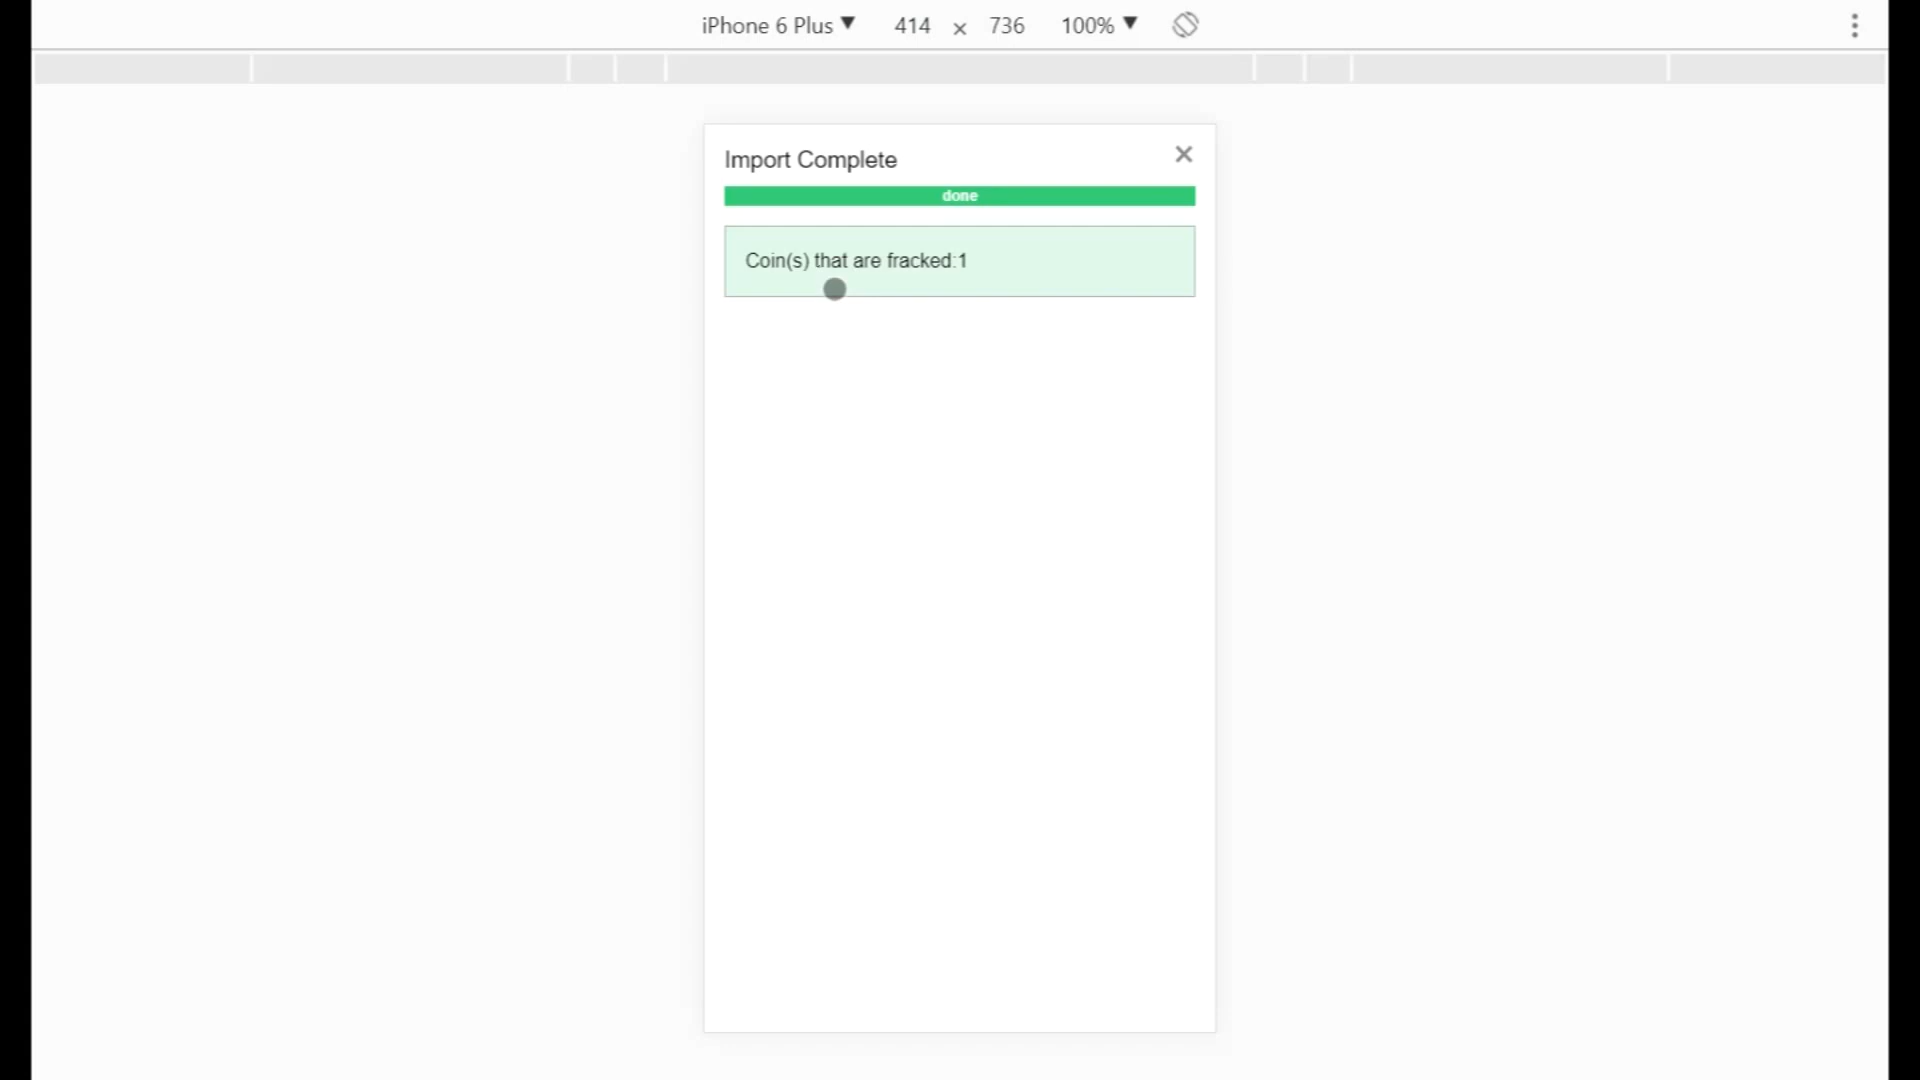 iPhone 6 Plus ▼ 414 × 736 100% ▼
Import Complete
done
Coin(s) that are fracked:1